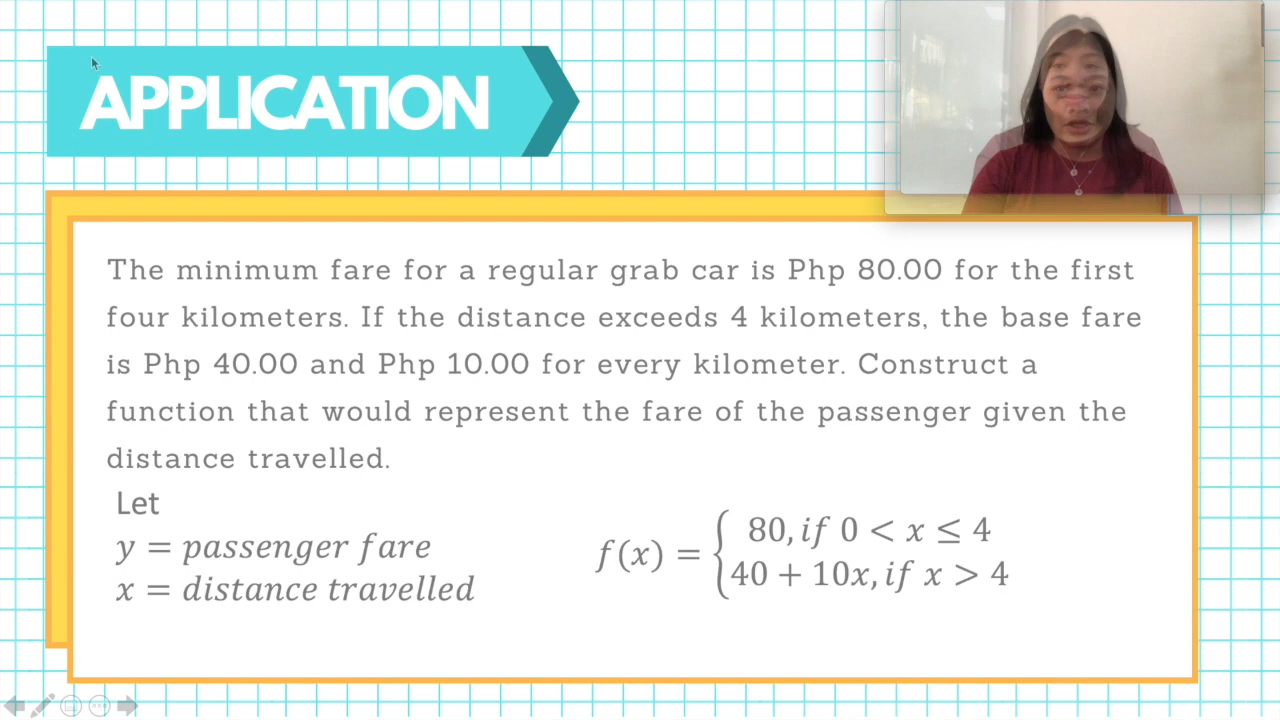 APPLICATION
The minimum fare for a regular grab car is Php 80.00 for the first
four kilometers. If the distance exceeds 4 kilometers, the base fare
is Php 40.00 and Php 10.00 for every kilometer. Construct a
function that would represent the fare of the passenger given the
distance travelled.
Let
y = passenger fare
x = distance travelled
f(x) = { 80, if 0 < x ≤ 4
40 + 10x, if x > 4